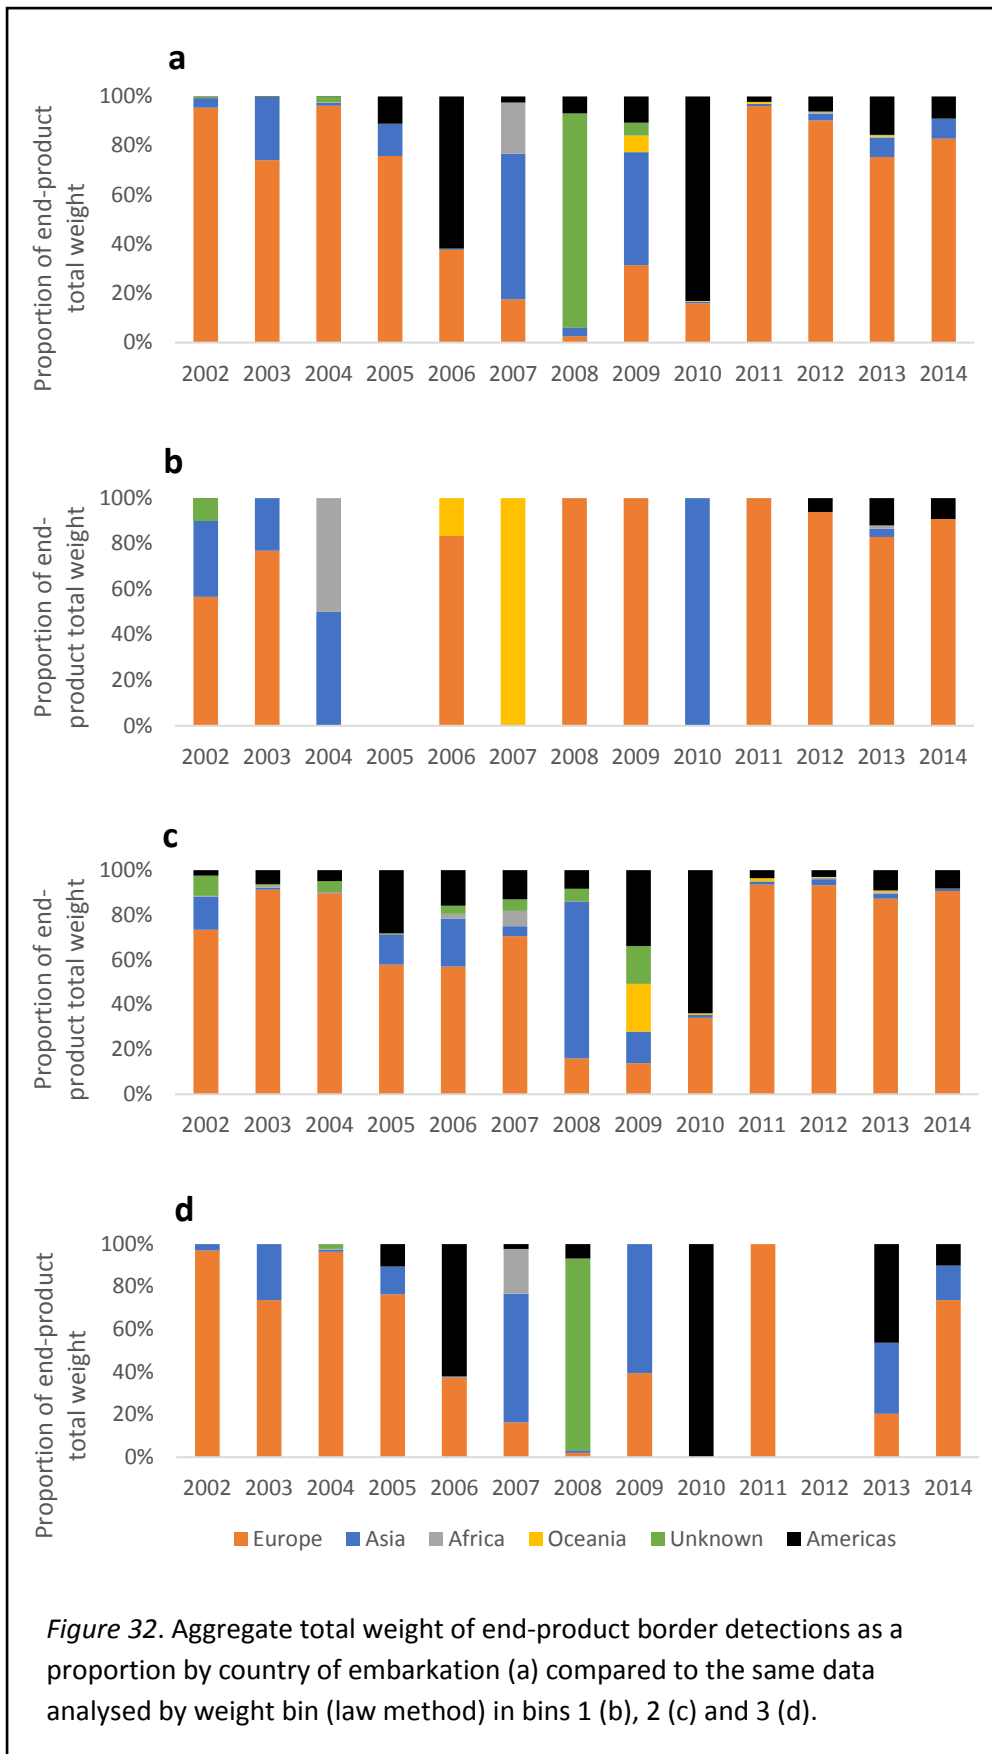 a
Proportion of end-product
total weight
100%
80%
60%
40%
20%
0%
2002 2003 2004 2005 2006 2007 2008 2009 2010 2011 2012 2013 2014
b
Proportion of end-
product total weight
100%
80%
60%
40%
20%
0%
2002 2003 2004 2005 2006 2007 2008 2009 2010 2011 2012 2013 2014
c
Proportion of end-
product total weight
100%
80%
60%
40%
20%
0%
2002 2003 2004 2005 2006 2007 2008 2009 2010 2011 2012 2013 2014
d
Proportion of end-product
total weight
100%
80%
60%
40%
20%
0%
2002 2003 2004 2005 2006 2007 2008 2009 2010 2011 2012 2013 2014
Europe Asia Africa Oceania Unknown Americas
Figure 32. Aggregate total weight of end-product border detections as a
proportion by country of embarkation (a) compared to the same data
analysed by weight bin (law method) in bins 1 (b), 2 (c) and 3 (d).